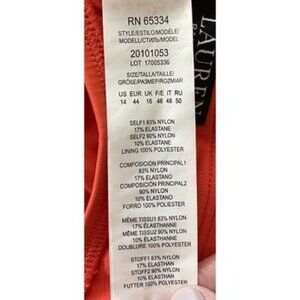 RN 65334
STYLE/ESTILO/MODÈLE/
MODELL/СТИЛЬ/MODEL
20101053
LOT 17005336
SIZE/TALLA/TAILLE/
GRÖßE/PASMER/ROZMIAR
US EUR UK F/E IT RU
14 44 16 46 48 50
SELF1 83% NYLON
17% ELASTANE
SELF2 90% NYLON
10% ELASTANE
LINING 100% POLYESTER
COMPOSICIÓN PRINCIPAL1
83% NYLON
17% ELASTANO
COMPOSICIÓN PRINCIPAL2
90% NYLON
10% ELASTANO
FORRO 100% POLYESTER
MÊME TISSU1 83% NYLON
17% ÉLASTHANNE
MÊME TISSU2 90% NYLON
10% ÉLASTHANNE
DOUBLURE 100% POLYESTER
STOFF1 83% NYLON
17% ELASTHAN
STOFF2 90% NYLON
10% ELASTHAN
FUTTER 100% POLYESTER
LAUREN